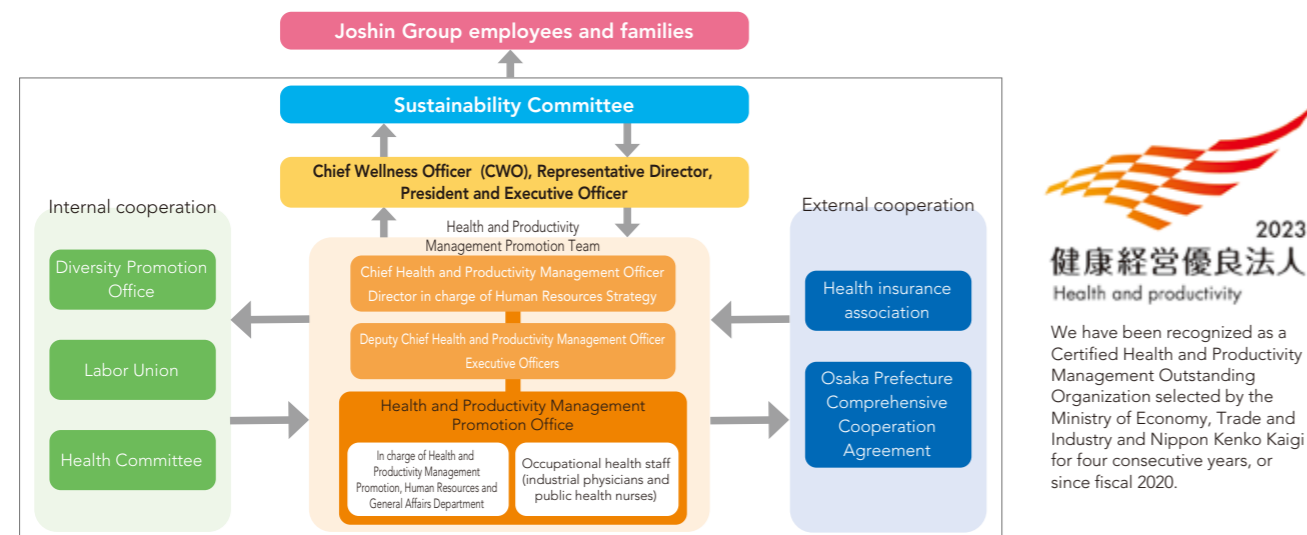 Joshin Group employees and families
Sustainability Committee
Chief Wellness Officer (CWO), Representative Director,
President and Executive Officer
Internal cooperation
Diversity Promotion
Office
Labor Union
Health Committee
Health and Productivity
Management Promotion Team
Chief Health and Productivity Management Officer
Director in charge of Human Resources Strategy
Deputy Chief Health and Productivity Management Officer
Executive Officers
Health and Productivity Management
Promotion Office
In charge of Health and
Productivity Management
Promotion, Human Resources and
General Affairs Department
Occupational health staff
(industrial physicians and
public health nurses)
External cooperation
Health insurance
association
Osaka Prefecture
Comprehensive
Cooperation
Agreement
2023
健康経営優良法人
Health and productivity
We have been recognized as a
Certified Health and Productivity
Management Outstanding
Organization selected by the
Ministry of Economy, Trade and
Industry and Nippon Kenko Kaigi
for four consecutive years, or
since fiscal 2020.